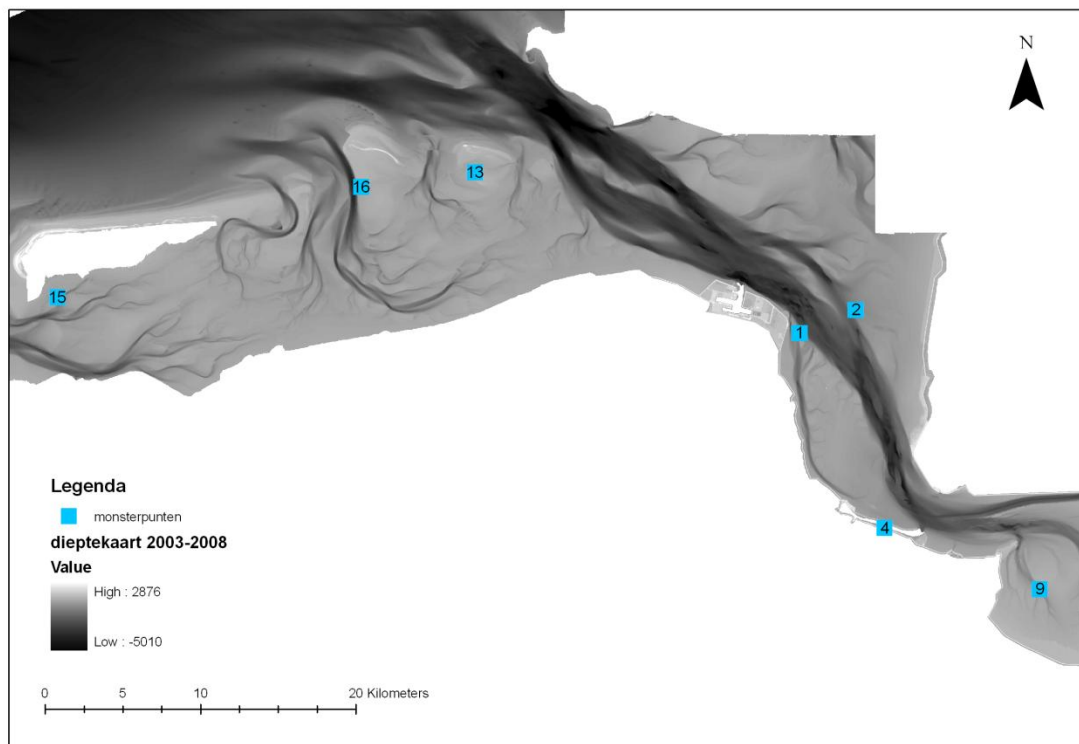 N
13
16
15
2
1
4
9
Legenda
monsterpunten
dieptekaart 2003-2008
Value
High : 2876
Low : -5010
0 5 10 20 Kilometers